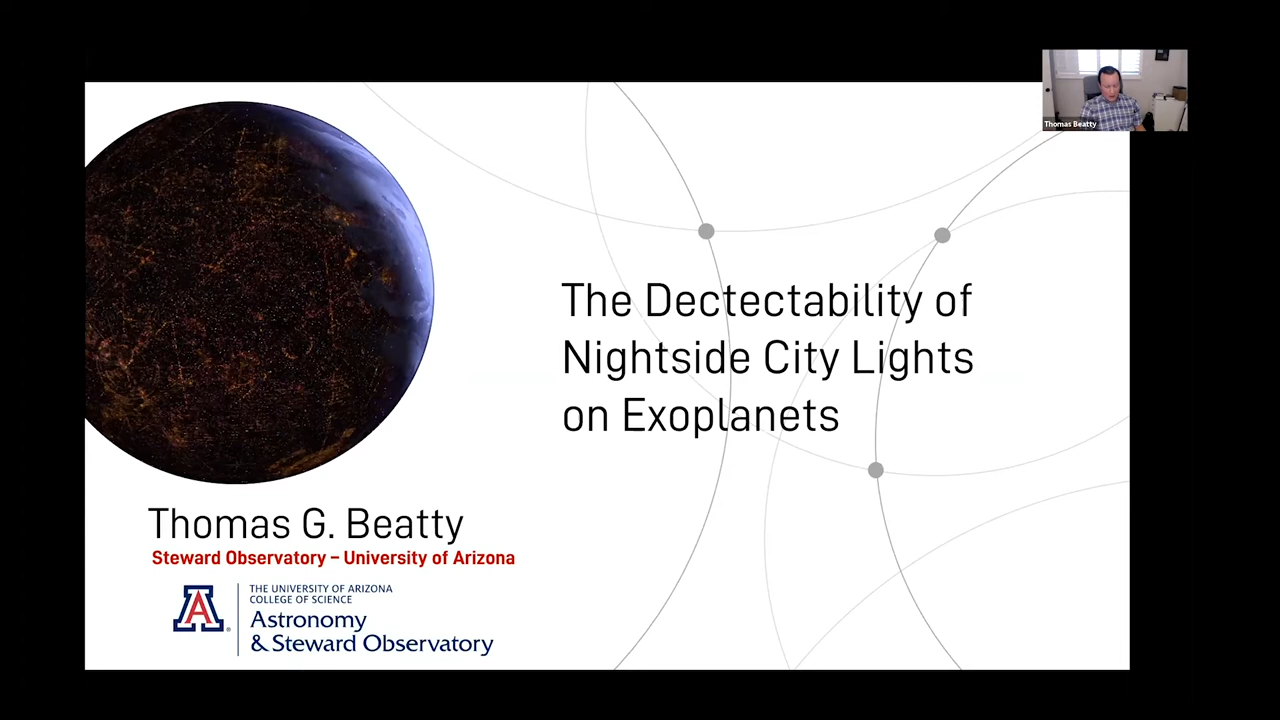 Thomas Beatty
The Dectectability of
Nightside City Lights
on Exoplanets
Thomas G. Beatty
Steward Observatory – University of Arizona
A
THE UNIVERSITY OF ARIZONA
COLLEGE OF SCIENCE
Astronomy
& Steward Observatory